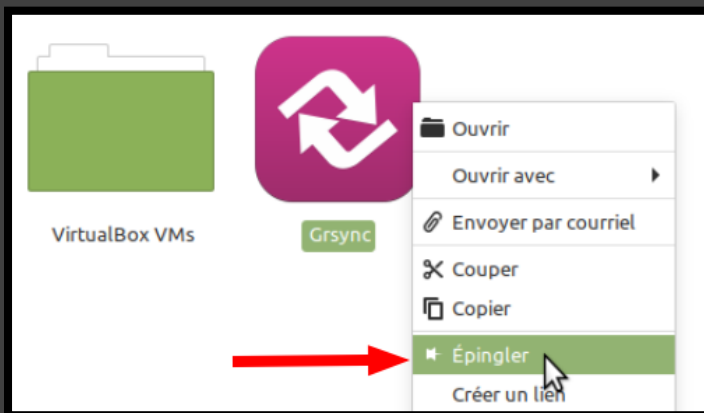 VirtualBox VMs
Grsync
Ouvrir
Ouvrir avec
Envoyer par courriel
Couper
Copier
Épingler
Créer un lien